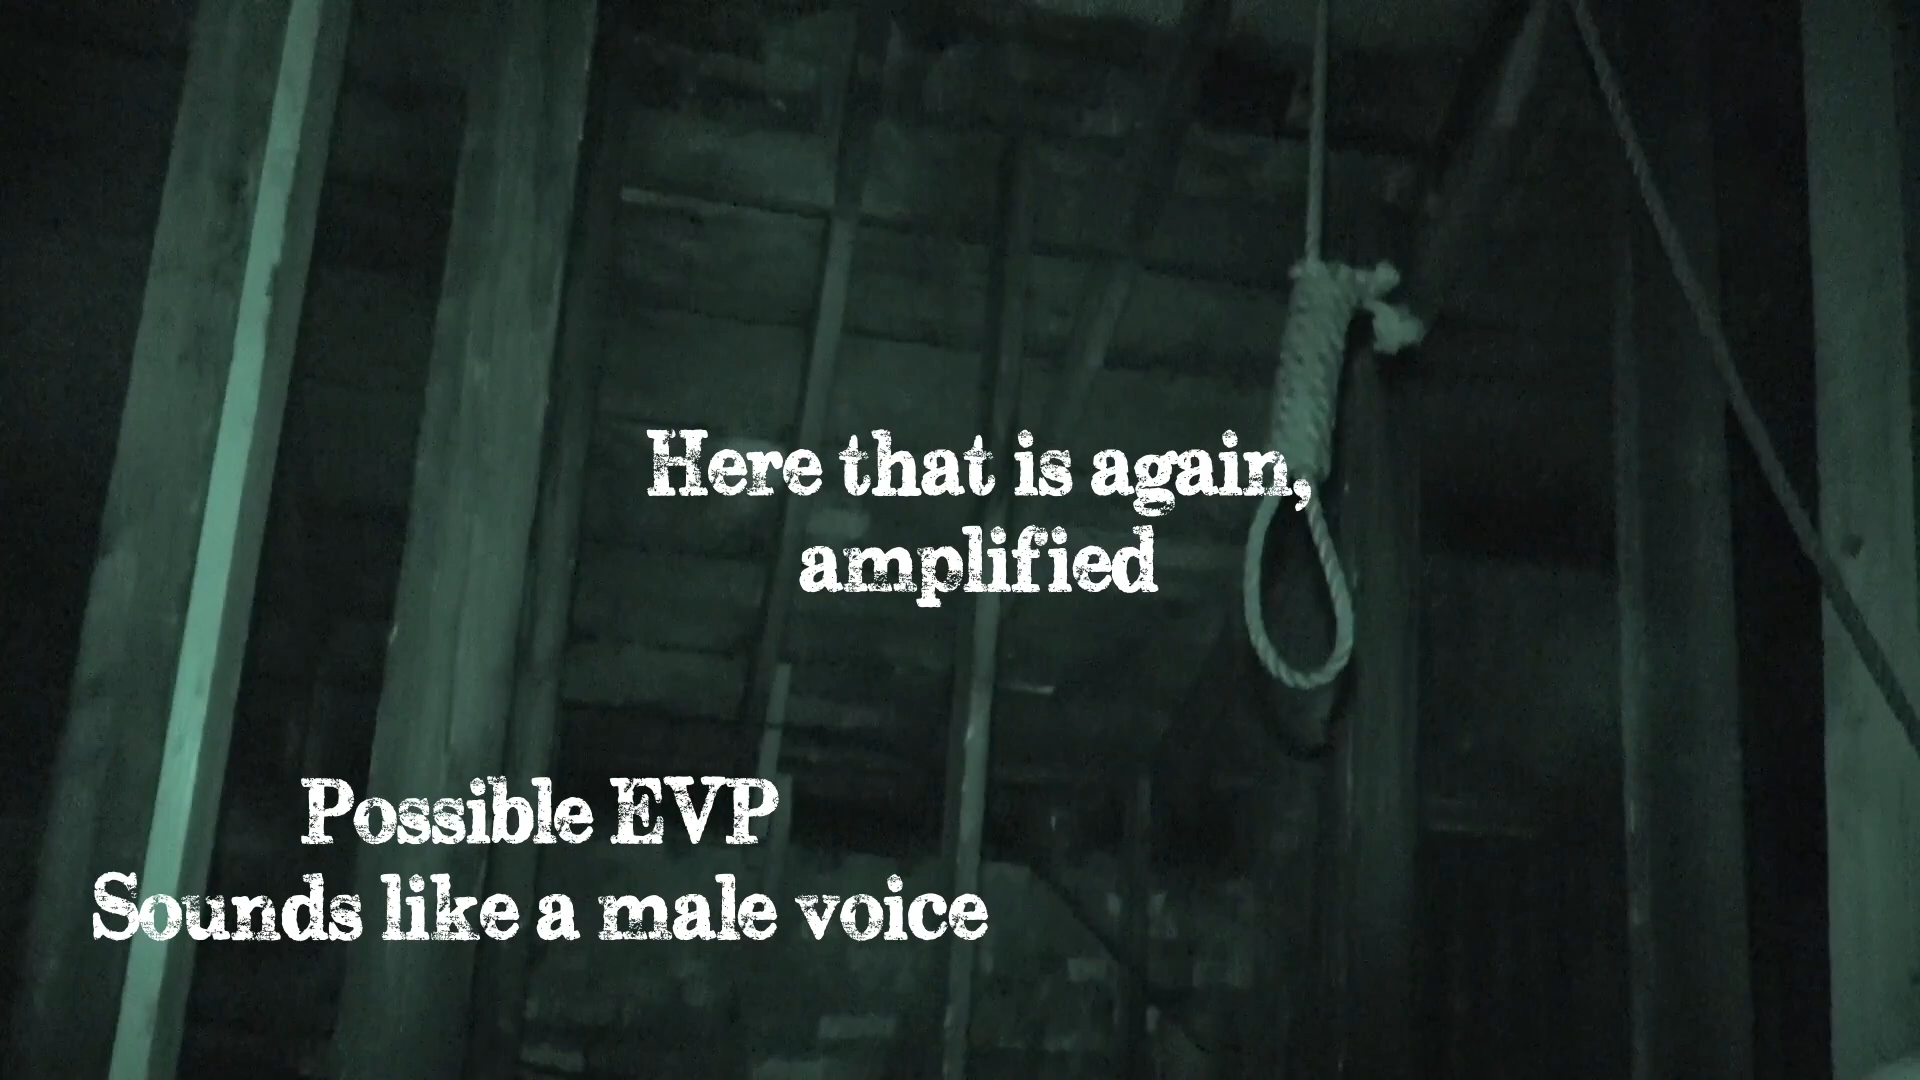 Here that is again,
amplified
Possible EVP
Sounds like a male voice